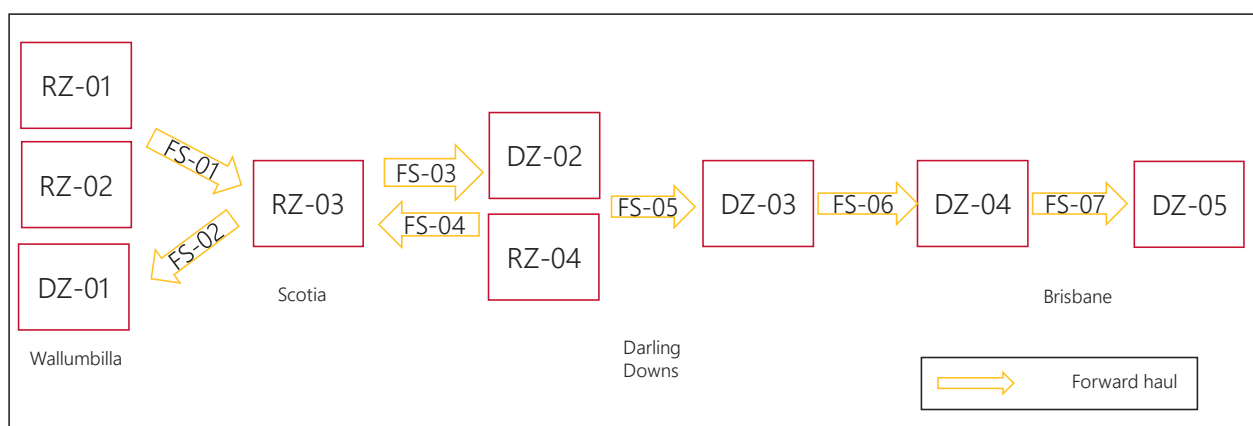 RZ-01
RZ-02
DZ-01
Wallumbilla
FS-01
FS-02
RZ-03
Scotia
FS-03
FS-04
DZ-02
RZ-04
FS-05
Darling
Downs
DZ-03
FS-06
DZ-04
FS-07
DZ-05
Brisbane
Forward haul